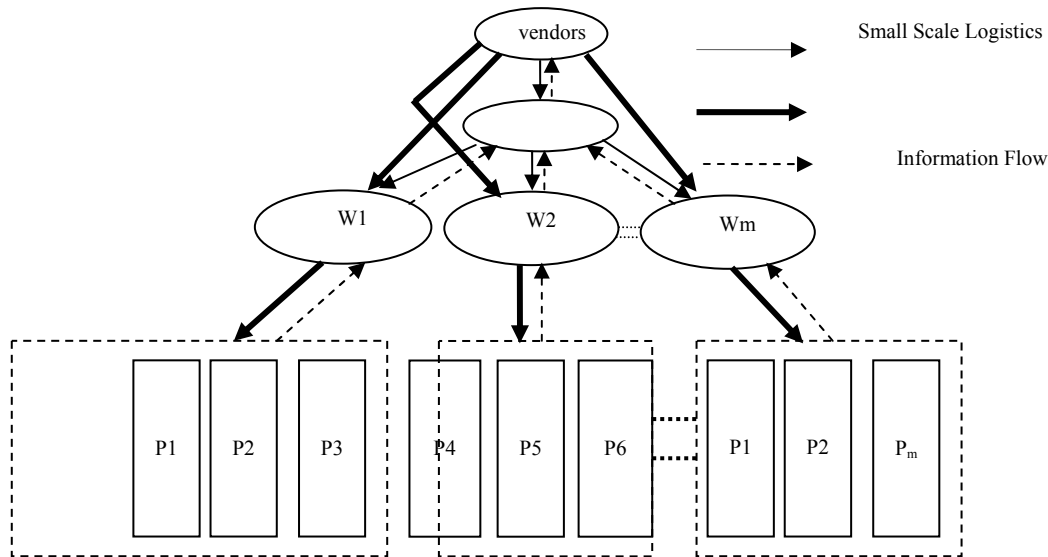 vendors
Small Scale Logistics
Information Flow
W1
W2
Wm
P1
P2
P3
P4
P5
P6
P1
P2
Pm